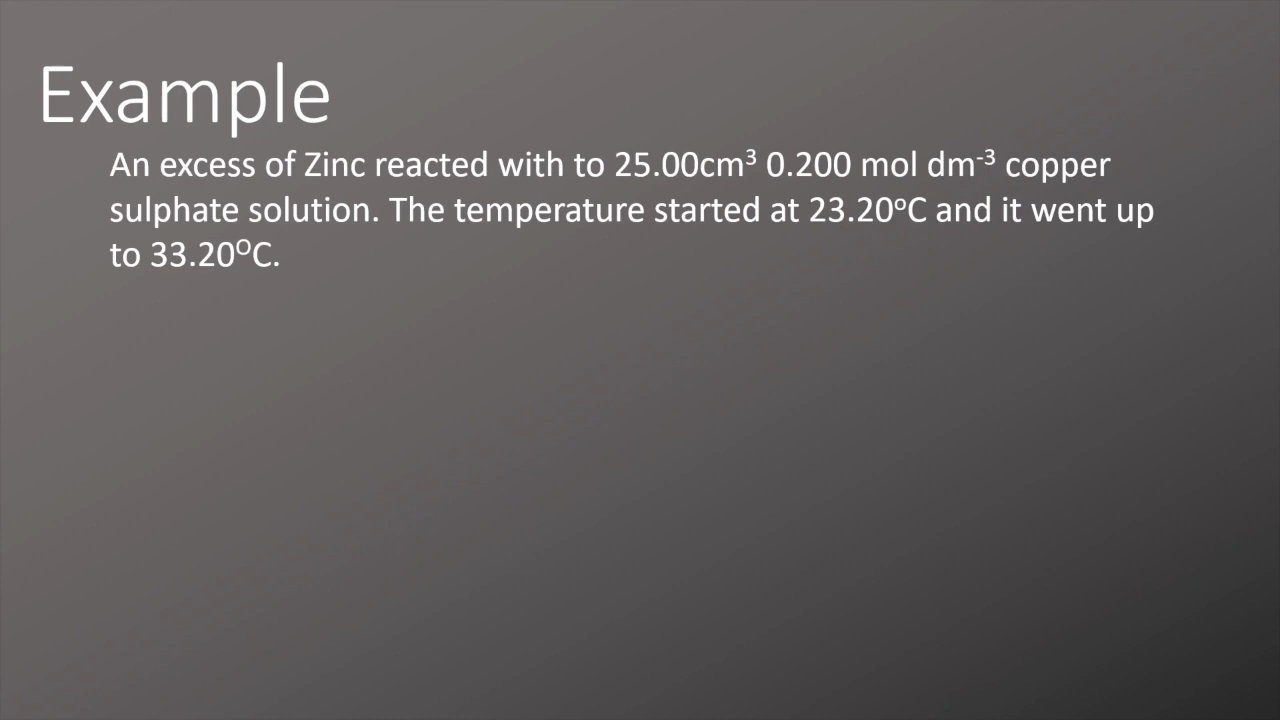 Example
An excess of Zinc reacted with to 25.00cm³ 0.200 mol dm⁻³ copper
sulphate solution. The temperature started at 23.20ᵒC and it went up
to 33.20ᴼC.